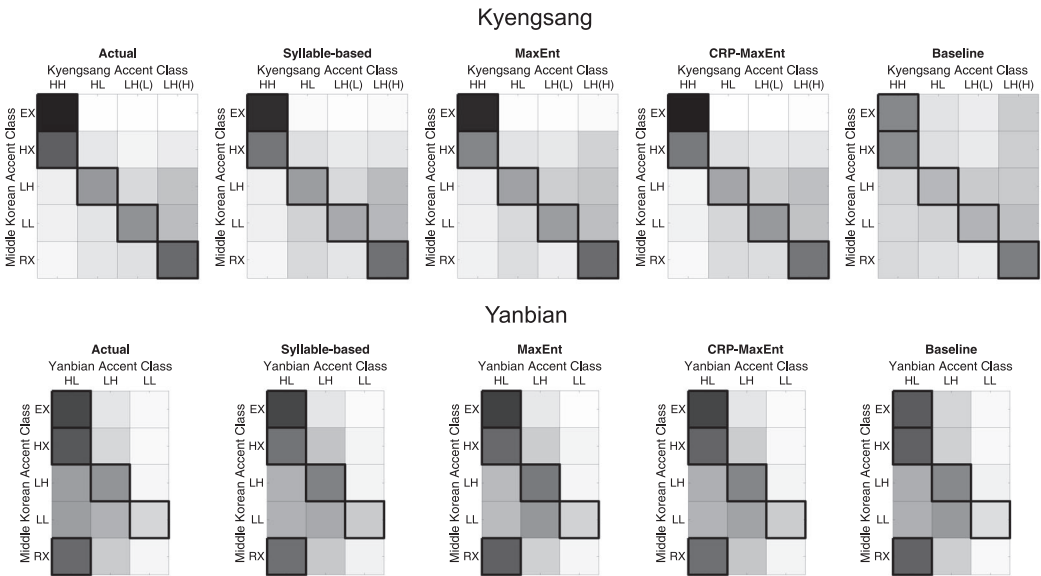 Kyengsang
Actual Syllable-based MaxEnt CRP-MaxEnt Baseline
Kyengsang Accent Class Kyengsang Accent Class Kyengsang Accent Class Kyengsang Accent Class Kyengsang Accent Class
HH HL LH(L) LH(H) HH HL LH(L) LH(H) HH HL LH(L) LH(H) HH HL LH(L) LH(H) HH HL LH(L) LH(H)
Middle Korean Accent Class Middle Korean Accent Class Middle Korean Accent Class Middle Korean Accent Class Middle Korean Accent Class
EX EX EX EX EX
HX HX HX HX HX
LH LH LH LH LH
LL LL LL LL LL
RX RX RX RX RX
Yanbian
Actual Syllable-based MaxEnt CRP-MaxEnt Baseline
Yanbian Accent Class Yanbian Accent Class Yanbian Accent Class Yanbian Accent Class Yanbian Accent Class
HL LH LL HL LH LL HL LH LL HL LH LL HL LH LL
Middle Korean Accent Class Middle Korean Accent Class Middle Korean Accent Class Middle Korean Accent Class Middle Korean Accent Class
EX EX EX EX EX
HX HX HX HX HX
LH LH LH LH LH
LL LL LL LL LL
RX RX RX RX RX